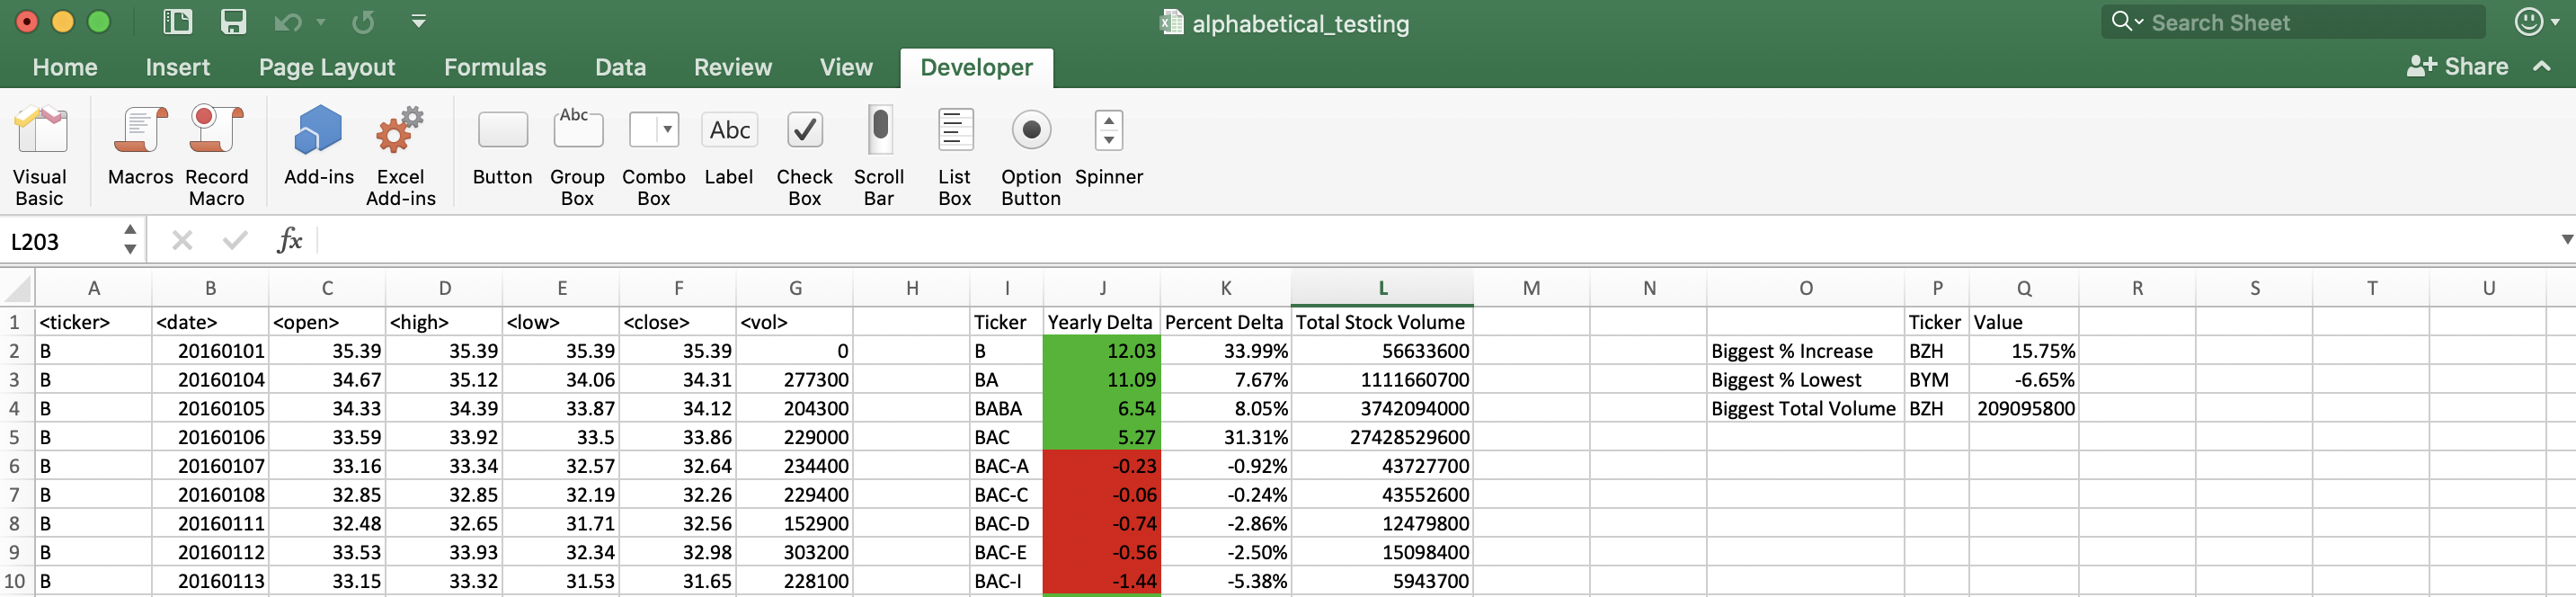 alphabetical_testing
Search Sheet
Home Insert Page Layout Formulas Data Review View Developer
Share
Visual Basic Macros Record Macro Add-ins Excel Add-ins Abc Abc Button Group Box Combo Box Label Check Box Scroll Bar List Box Option Button Spinner
L203 fx
A B C D E F G H I J K L M N O P Q R S T U
1 <ticker> <date> <open> <high> <low> <close> <vol> Ticker Yearly Delta Percent Delta Total Stock Volume Ticker Value
2 B 20160101 35.39 35.39 35.39 35.39 0 B 12.03 33.99% 56633600 Biggest % Increase BZH 15.75%
3 B 20160104 34.67 35.12 34.06 34.31 277300 BA 11.09 7.67% 1111660700 Biggest % Lowest BYM -6.65%
4 B 20160105 34.33 34.39 33.87 34.12 204300 BABA 6.54 8.05% 3742094000 Biggest Total Volume BZH 209095800
5 B 20160106 33.59 33.92 33.5 33.86 229000 BAC 5.27 31.31% 27428529600
6 B 20160107 33.16 33.34 32.57 32.64 234400 BAC-A -0.23 -0.92% 43727700
7 B 20160108 32.85 32.85 32.19 32.26 229400 BAC-C -0.06 -0.24% 43552600
8 B 20160111 32.48 32.65 31.71 32.56 152900 BAC-D -0.74 -2.86% 12479800
9 B 20160112 33.53 33.93 32.34 32.98 303200 BAC-E -0.56 -2.50% 15098400
10 B 20160113 33.15 33.32 31.53 31.65 228100 BAC-I -1.44 -5.38% 5943700